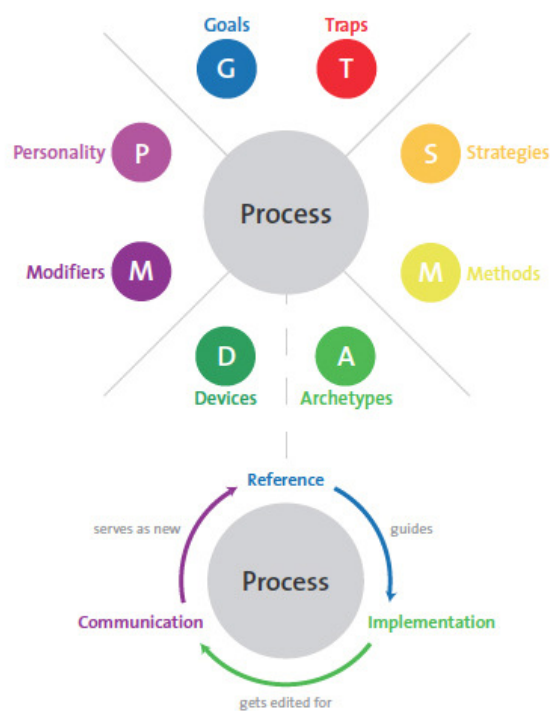 Goals
Traps
G
T
Personality
P
S
Strategies
Process
Modifiers
M
M
Methods
D
A
Devices
Archetypes
Reference
serves as new
guides
Process
Communication
Implementation
gets edited for